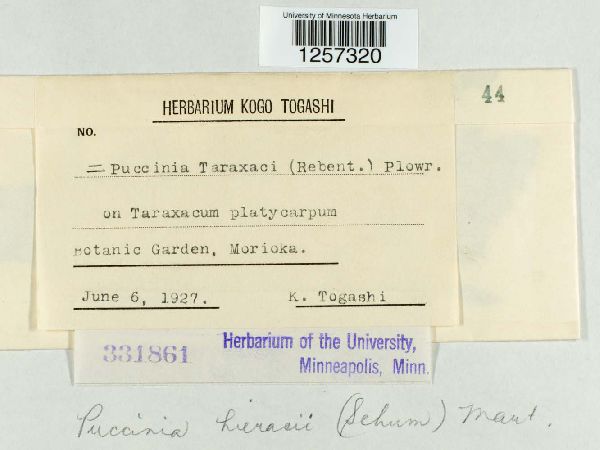 University of Minnesota Herbarium
1257320
44
HERBARIUM KOGO TOGASHI
NO.
= Puccinia Taraxaci (Rebent.) Plowr.
on Taraxacum platycarpum
Botanic Garden, Morioka.
June 6, 1927. K. Togashi
331861 Herbarium of the University,
Minneapolis, Minn.
Puccinia hieracii (Schum) Mart.